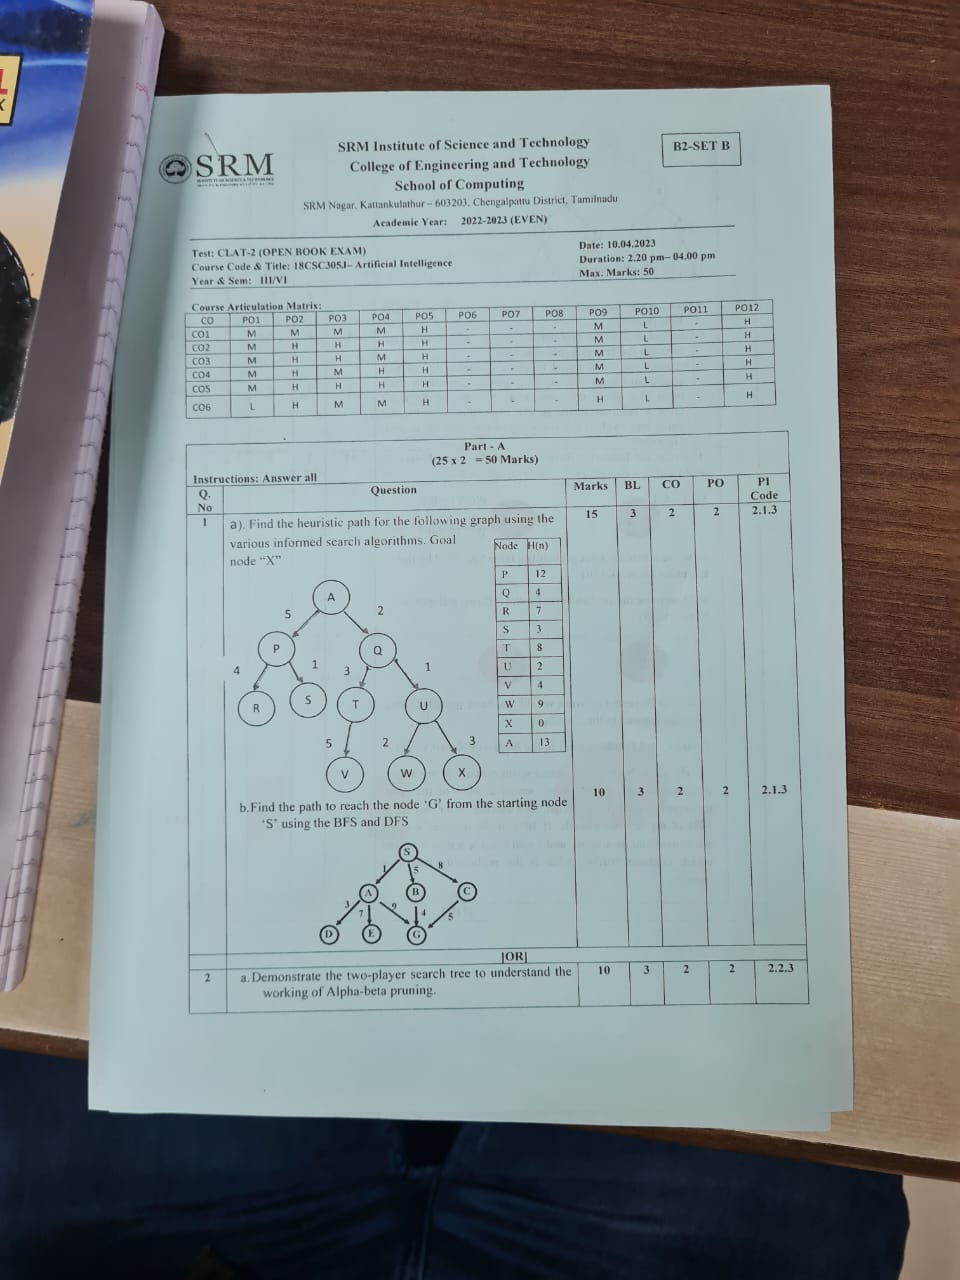 L
K
SRM
SRM Institute of Science and Technology
College of Engineering and Technology
School of Computing
SRM Nagar, Kattankulathur – 603203, Chengalpattu District, Tamilnadu
Academic Year: 2022-2023 (EVEN)
B2-SET B
Test: CLAT-2 (OPEN BOOK EXAM)
Course Code & Title: 18CSC305J– Artificial Intelligence
Year & Sem: III/VI
Date: 10.04.2023
Duration: 2.20 pm– 04.00 pm
Max. Marks: 50
Course Articulation Matrix:
CO PO1 PO2 PO3 PO4 PO5 PO6 PO7 PO8 PO9 PO10 PO11 PO12
CO1 M M M M H - - - M L - H
CO2 M H H H H - - - M L - H
CO3 M H H M H - - - M L - H
CO4 M H M H H - - - M L - H
CO5 M H H H H - - - M L - H
CO6 L H M M H - - - H L - H
Part - A
(25 x 2 = 50 Marks)
Instructions: Answer all
Q. No Question Marks BL CO PO PI Code
1 a). Find the heuristic path for the following graph using the 15 3 2 2 2.1.3
various informed search algorithms. Goal
node “X”
Node H(n)
P 12
Q 4
R 7
S 3
T 8
U 2
V 4
W 9
X 0
A 13
A
5 2
P Q
4 1 3 1
R S T U
5 2 3
V W X
b.Find the path to reach the node ‘G’ from the starting node 10 3 2 2 2.1.3
‘S’ using the BFS and DFS
S
1 5 8
A B C
3 7 9 4 5
D E G
[OR]
2 a. Demonstrate the two-player search tree to understand the 10 3 2 2 2.2.3
working of Alpha-beta pruning.